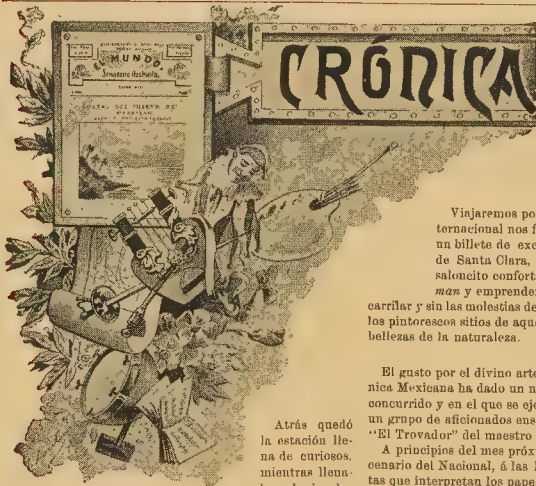 EL MUNDO
Semanario Ilustrado
CRÓNICA
Viajaremos po
ternacional nos f
un billete de exc
de Santa Clara,
saloncito confort
man y emprender
carrilar y sin las molestias de
los pintorescos sitios de aque
bellezas de la naturaleza.
El gusto por el divino arte
nica Mexicana ha dado un n
concurrido y en el que se eje
un grupo de aficionados ens
"El Trovador" del maestro
A principios del mes próx
cenario del Nacional, á las l
tas que interpretan los pape
Atrás quedó
la estación lle-
na de curiosos,
mientras llena-